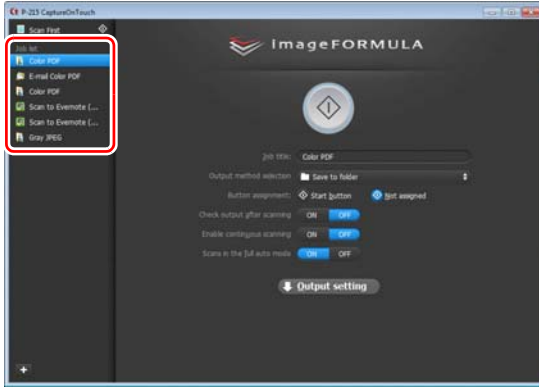 P-215 CaptureOnTouch
Scan First
Job list
Color PDF
E-mail Color PDF
Color PDF
Scan to Evernote (...
Scan to Evernote (...
Gray JPEG
imageFORMULA
Job title: Color PDF
Output method selection Save to folder
Button assignment: Start button Not assigned
Check output after scanning ON OFF
Enable continuous scanning ON OFF
Scans in the full auto mode ON OFF
Output setting